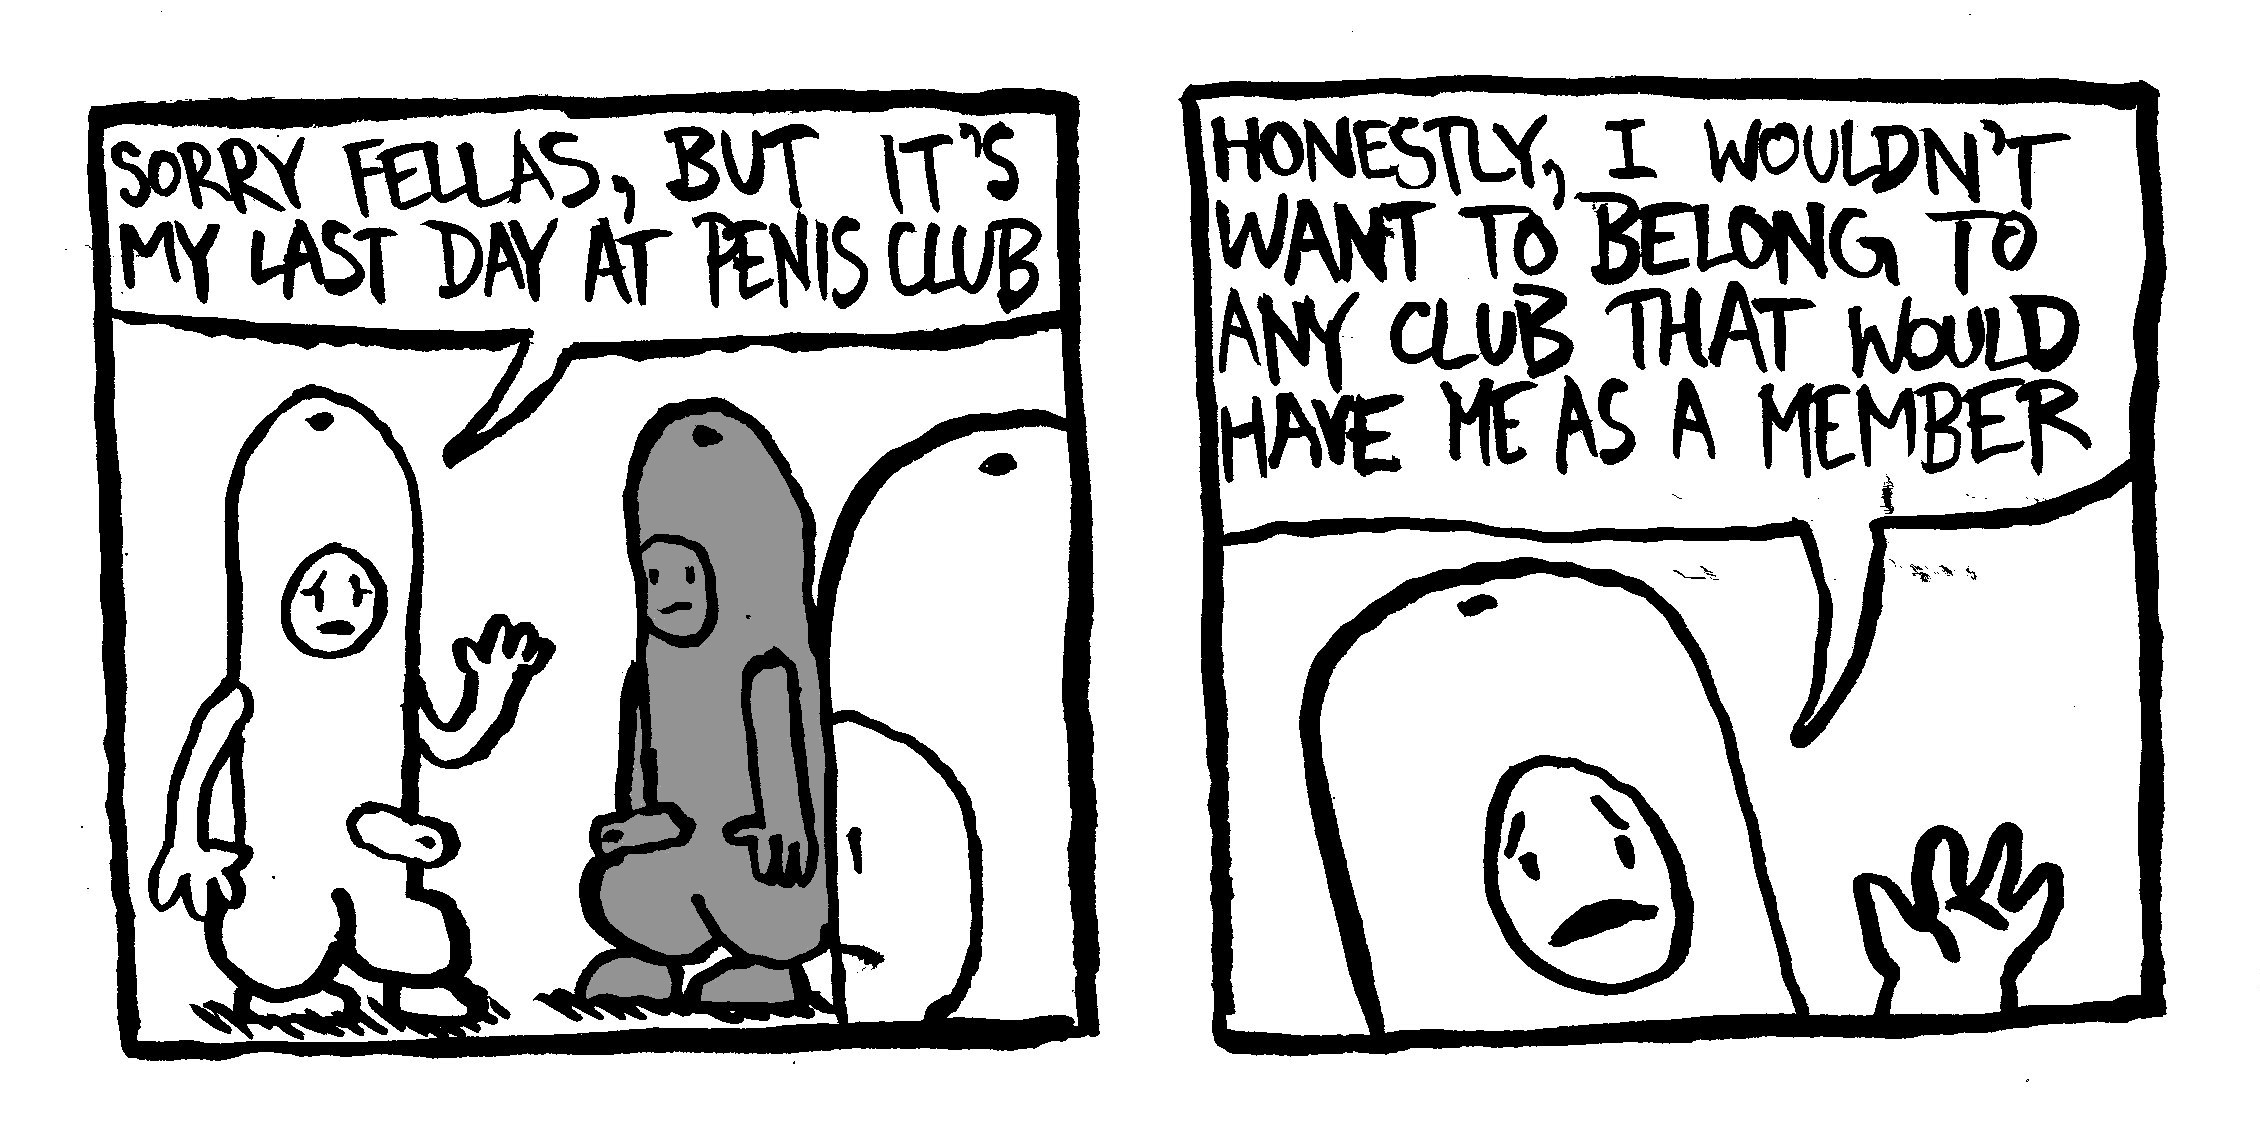 SORRY FELLAS, BUT IT'S
MY LAST DAY AT PENIS CLUB
HONESTLY, I WOULDN'T
WANT TO BELONG TO
ANY CLUB THAT WOULD
HAVE ME AS A MEMBER